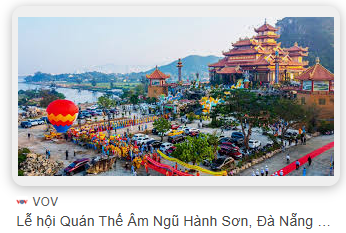 VOV
Lễ hội Quán Thế Âm Ngũ Hành Sơn, Đà Nẵng ...